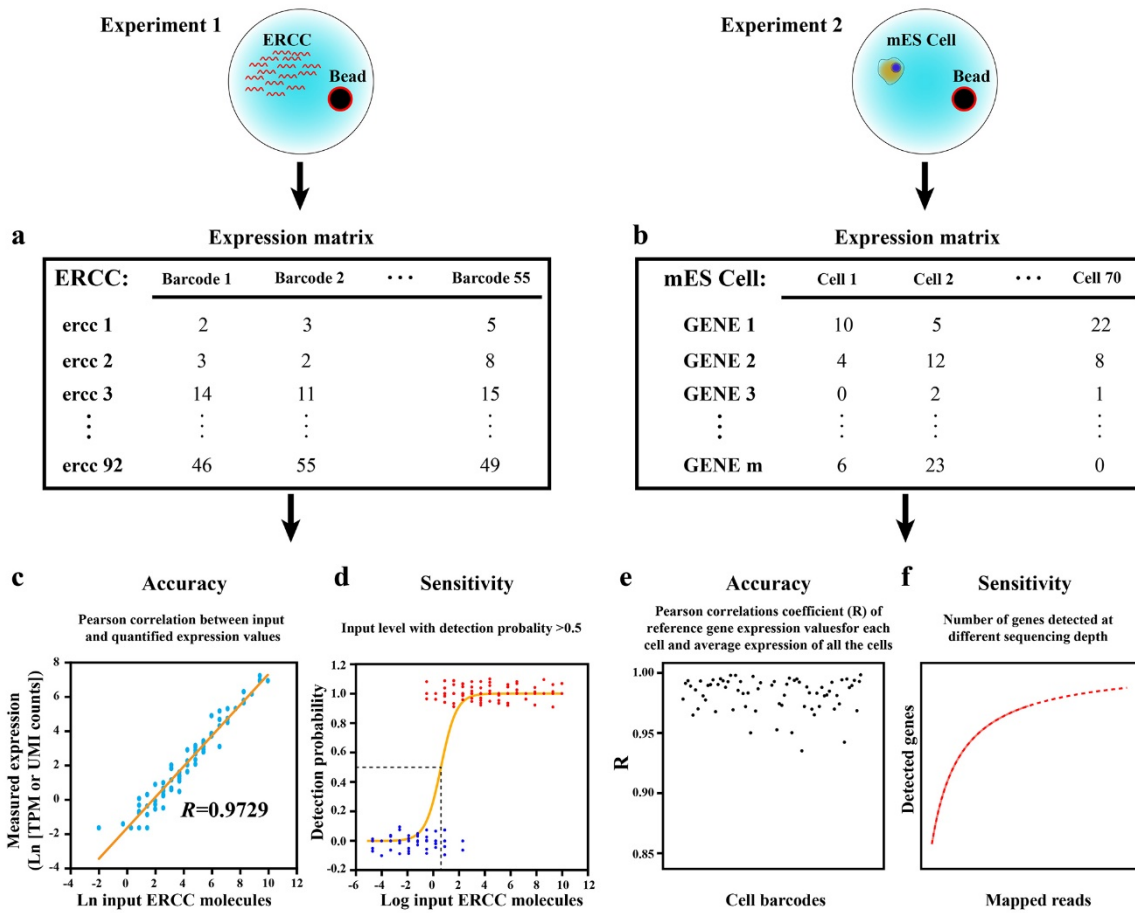 Experiment 1
ERCC
Bead
Experiment 2
mES Cell
Bead
a
Expression matrix
ERCC: Barcode 1 Barcode 2 ··· Barcode 55
ercc 1 2 3 5
ercc 2 3 2 8
ercc 3 14 11 15
ercc 92 46 55 49
b
Expression matrix
mES Cell: Cell 1 Cell 2 ··· Cell 70
GENE 1 10 5 22
GENE 2 4 12 8
GENE 3 0 2 1
GENE m 6 23 0
c
Accuracy
Pearson correlation between input
and quantified expression values
Measured expression
(Ln [TPM or UMI counts])
8
6
4
2
0
-2
-4
R=0.9729
-4 -2 0 2 4 6 8 10 12
Ln input ERCC molecules
d
Sensitivity
Input level with detection probality >0.5
Detection probability
1.2
1.0
0.8
0.6
0.4
0.2
0.0
-0.2
-6 -4 -2 0 2 4 6 8 10 12
Log input ERCC molecules
e
Accuracy
Pearson correlations coefficient (R) of
reference gene expression valuesfor each
cell and average expression of all the cells
R
1.00
0.95
0.90
0.85
Cell barcodes
f
Sensitivity
Number of genes detected at
different sequencing depth
Detected genes
Mapped reads